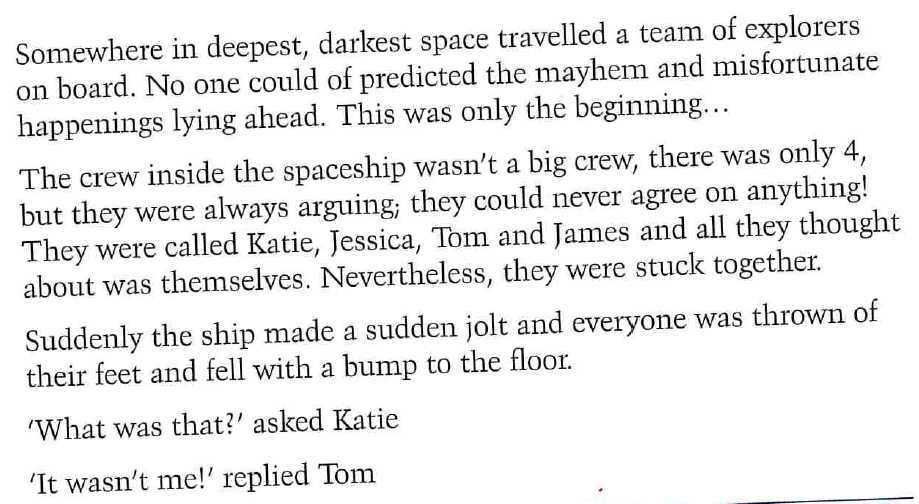 Somewhere in deepest, darkest space travelled a team of explorers
on board. No one could of predicted the mayhem and misfortunate
happenings lying ahead. This was only the beginning...
The crew inside the spaceship wasn't a big crew, there was only 4,
but they were always arguing; they could never agree on anything!
They were called Katie, Jessica, Tom and James and all they thought
about was themselves. Nevertheless, they were stuck together.
Suddenly the ship made a sudden jolt and everyone was thrown of
their feet and fell with a bump to the floor.
'What was that?' asked Katie
'It wasn't me!' replied Tom